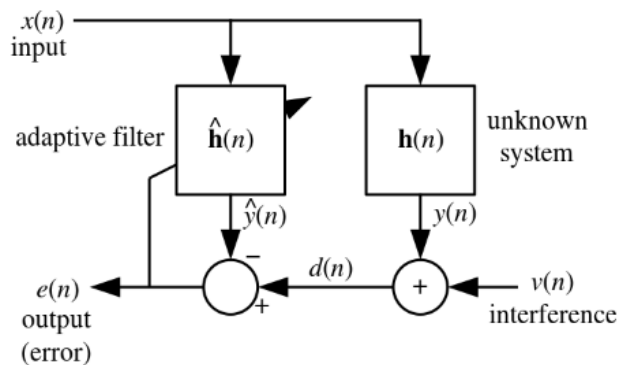 x(n)
input
adaptive filter
ĥ(n)
h(n)
unknown
system
ŷ(n)
y(n)
−
+
d(n)
+
e(n)
output
(error)
v(n)
interference